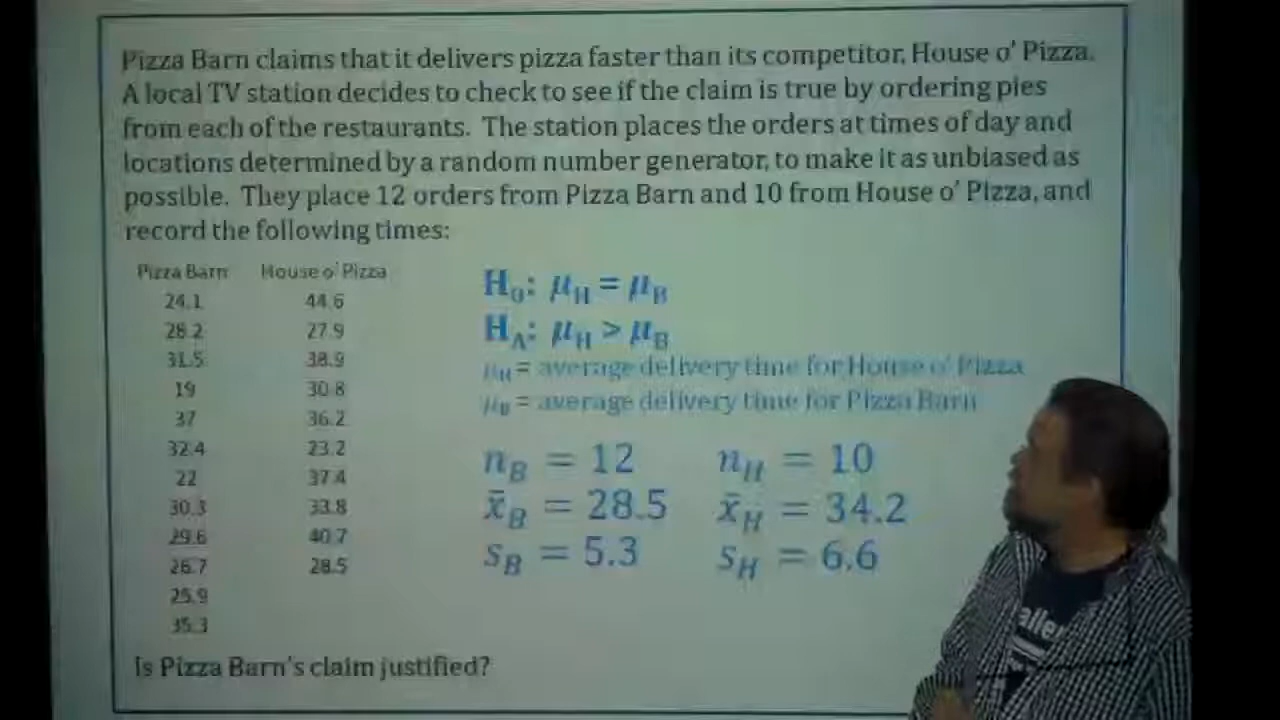 Pizza Barn claims that it delivers pizza faster than its competitor, House o' Pizza.
A local TV station decides to check to see if the claim is true by ordering pies
from each of the restaurants. The station places the orders at times of day and
locations determined by a random number generator, to make it as unbiased as
possible. They place 12 orders from Pizza Barn and 10 from House o' Pizza, and
record the following times:
Pizza Barn House o' Pizza
24.1 44.6
28.2 27.9
31.5 38.9
19 30.8
37 36.2
32.4 23.2
22 37.4
30.3 33.8
29.6 40.7
26.7 28.5
25.9
35.3
H₀: μH = μB
HA: μH > μB
μH = average delivery time for House o' Pizza
μB = average delivery time for Pizza Barn
nB = 12 nH = 10
x̄B = 28.5 x̄H = 34.2
sB = 5.3 sH = 6.6
Is Pizza Barn's claim justified?